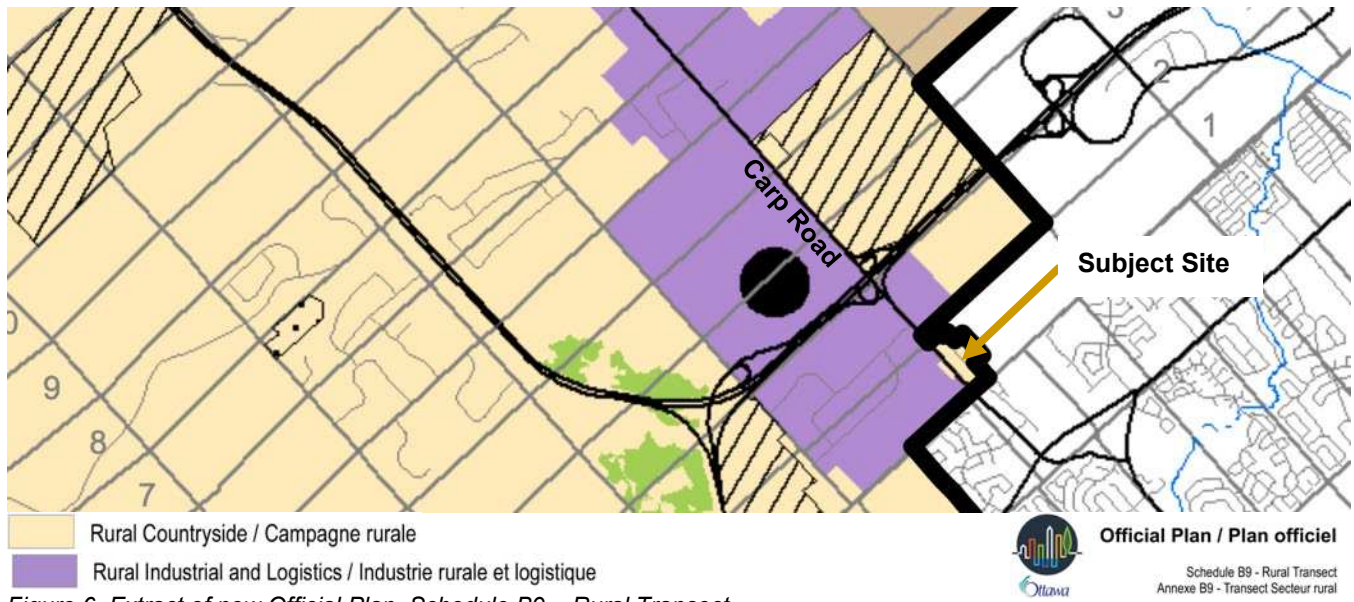 3
2
1
Carp Road
Subject Site
9
8
7
Rural Countryside / Campagne rurale
Rural Industrial and Logistics / Industrie rurale et logistique
Official Plan / Plan officiel
Schedule B9 - Rural Transect
Annexe B9 - Transect Secteur rural
Ottawa